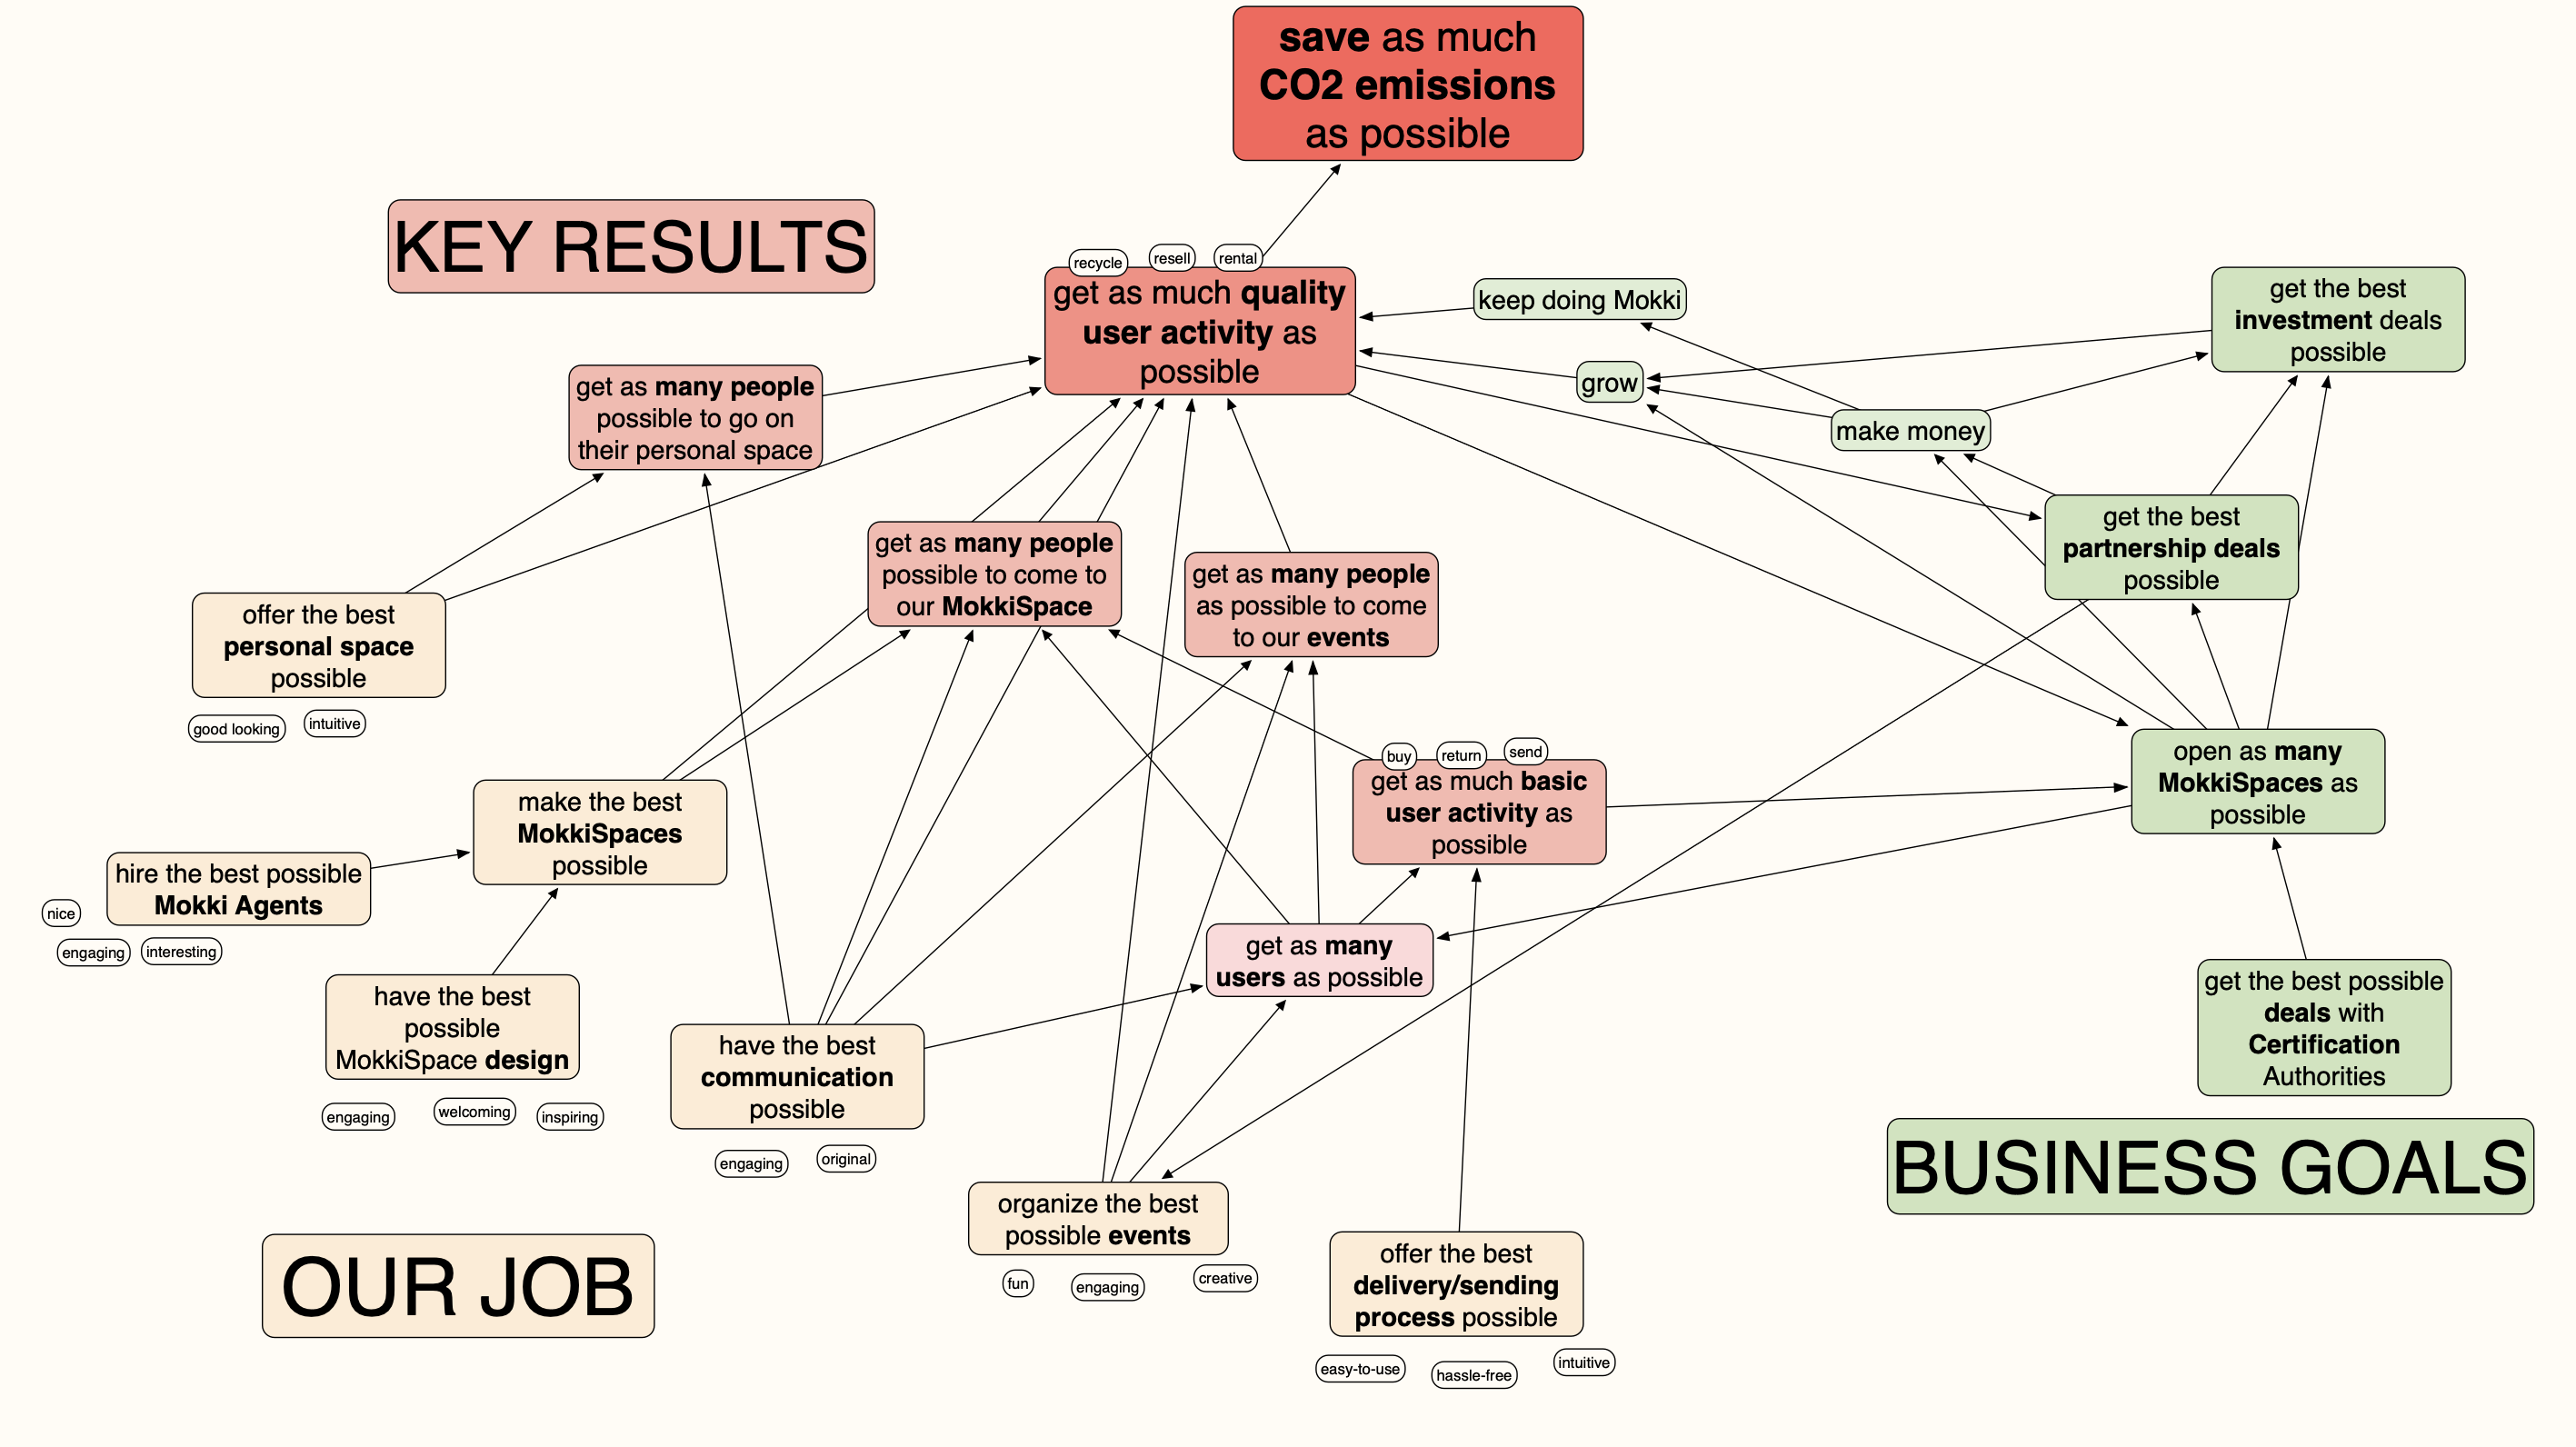 save as much
CO2 emissions
as possible
KEY RESULTS
recycle
resell
rental
get as much quality
user activity as
possible
keep doing Mokki
grow
make money
get the best
investment deals
possible
get as many people
possible to go on
their personal space
get the best
partnership deals
possible
get as many people
possible to come to
our MokkiSpace
get as many people
as possible to come
to our events
offer the best
personal space
possible
good looking
intuitive
buy
return
send
get as much basic
user activity as
possible
open as many
MokkiSpaces as
possible
make the best
MokkiSpaces
possible
hire the best possible
Mokki Agents
nice
engaging
interesting
get as many
users as possible
have the best
possible
MokkiSpace design
engaging
welcoming
inspiring
have the best
communication
possible
engaging
original
get the best possible
deals with
Certification
Authorities
BUSINESS GOALS
organize the best
possible events
fun
engaging
creative
OUR JOB
offer the best
delivery/sending
process possible
easy-to-use
hassle-free
intuitive